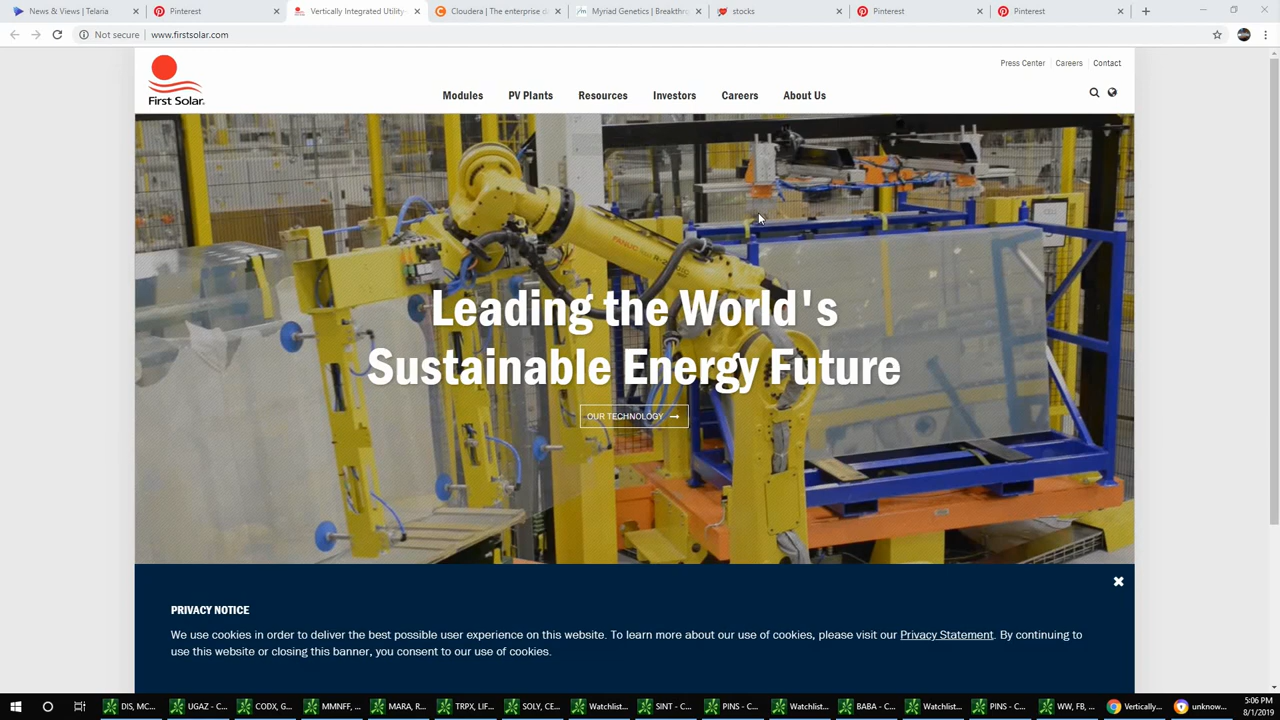 News & Views | Telaria
Pinterest
Vertically Integrated Utility
Cloudera | The enterprise d
Myriad Genetics | Breakthr
stocks
Pinterest
Pinterest
Not secure
www.firstsolar.com
First Solar.
Press Center
Careers
Contact
Modules
PV Plants
Resources
Investors
Careers
About Us
FANUC
Leading the World's
Sustainable Energy Future
OUR TECHNOLOGY
PRIVACY NOTICE
We use cookies in order to deliver the best possible user experience on this website. To learn more about our use of cookies, please visit our Privacy Statement. By continuing to
use this website or closing this banner, you consent to our use of cookies.
DIS, MC...
UGAZ - C...
CODX, G...
MMNFF, ...
MARA, R...
TRPX, LIF...
SOLY, CE...
Watchlist...
SINT - C...
PINS - C...
Watchlist...
BABA - C...
Watchlist...
PINS - C...
WW, FB, ...
Vertically...
unknow...
5:06 PM
8/1/2019